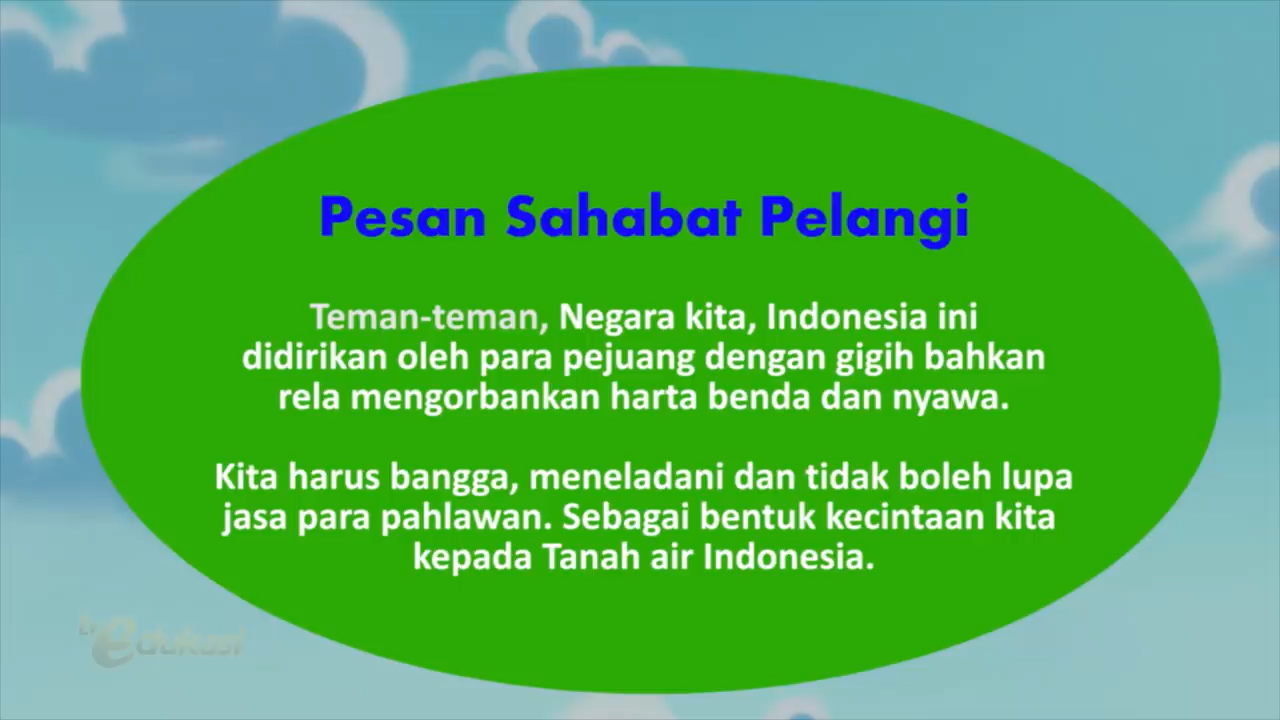 Pesan Sahabat Pelangi
Teman-teman, Negara kita, Indonesia ini
didirikan oleh para pejuang dengan gigih bahkan
rela mengorbankan harta benda dan nyawa.
Kita harus bangga, meneladani dan tidak boleh lupa
jasa para pahlawan. Sebagai bentuk kecintaan kita
kepada Tanah air Indonesia.
tv edukasi